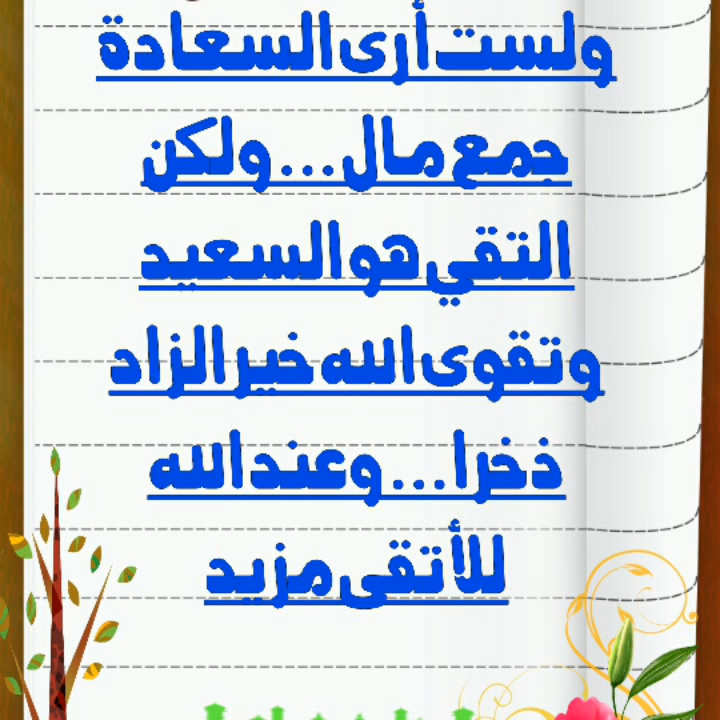 ولست أرى السعادة
جمع مال...ولكن
التقي هو السعيد
وتقوى الله خير الزاد
ذخرا...وعند الله
للأتقى مزيد